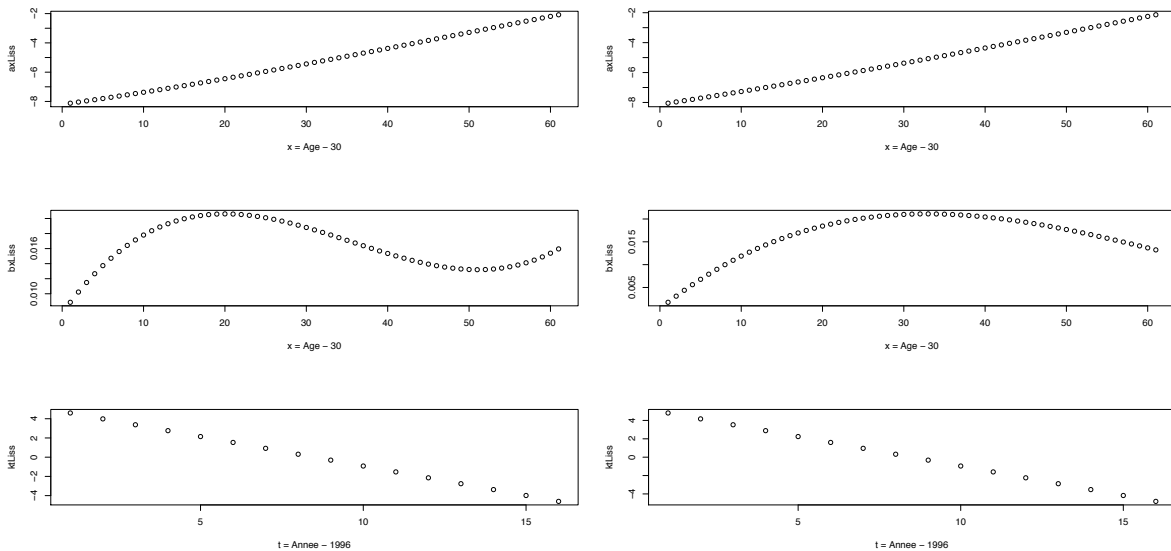 axLiss
-2
-4
-6
-8
0 10 20 30 40 50 60
x = Age − 30
axLiss
-2
-4
-6
-8
0 10 20 30 40 50 60
x = Age − 30
bxLiss
0.016
0.010
0 10 20 30 40 50 60
x = Age − 30
bxLiss
0.015
0.005
0 10 20 30 40 50 60
x = Age − 30
ktLiss
4
2
0
-2
-4
5 10 15
t = Annee − 1996
ktLiss
4
2
0
-2
-4
5 10 15
t = Annee − 1996